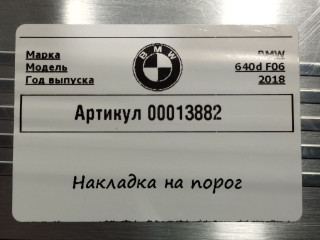 Марка BMW
Модель 640d F06
Год выпуска 2018
BMW
Артикул 00013882
Накладка на порог